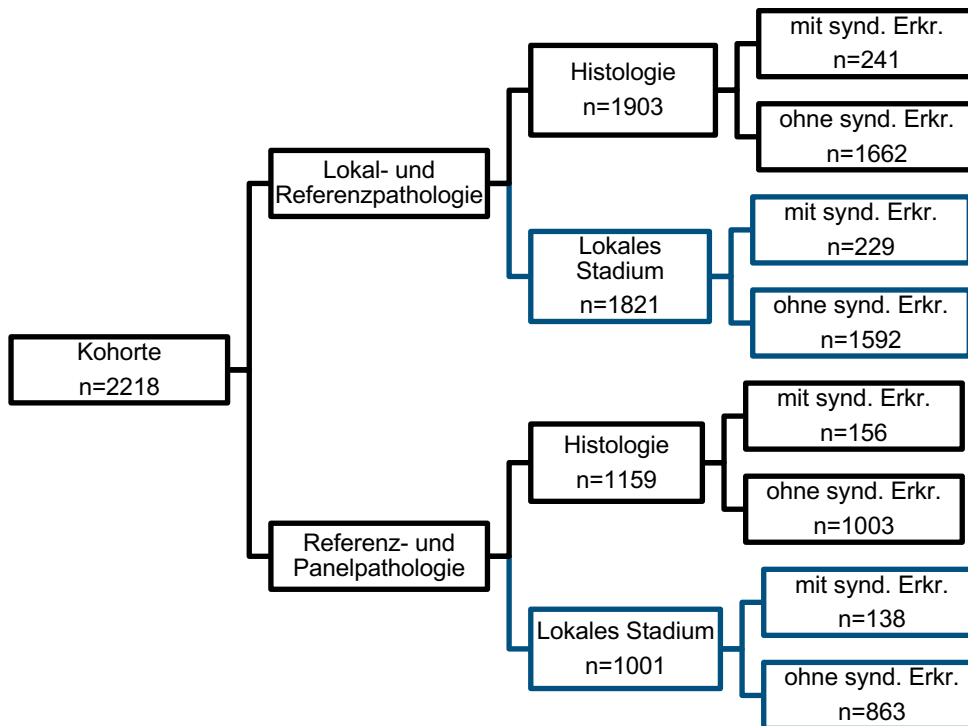 Kohorte
n=2218
Lokal- und
Referenzpathologie
Histologie
n=1903
mit synd. Erkr.
n=241
ohne synd. Erkr.
n=1662
Lokales
Stadium
n=1821
mit synd. Erkr.
n=229
ohne synd. Erkr.
n=1592
Referenz- und
Panelpathologie
Histologie
n=1159
mit synd. Erkr.
n=156
ohne synd. Erkr.
n=1003
Lokales Stadium
n=1001
mit synd. Erkr.
n=138
ohne synd. Erkr.
n=863